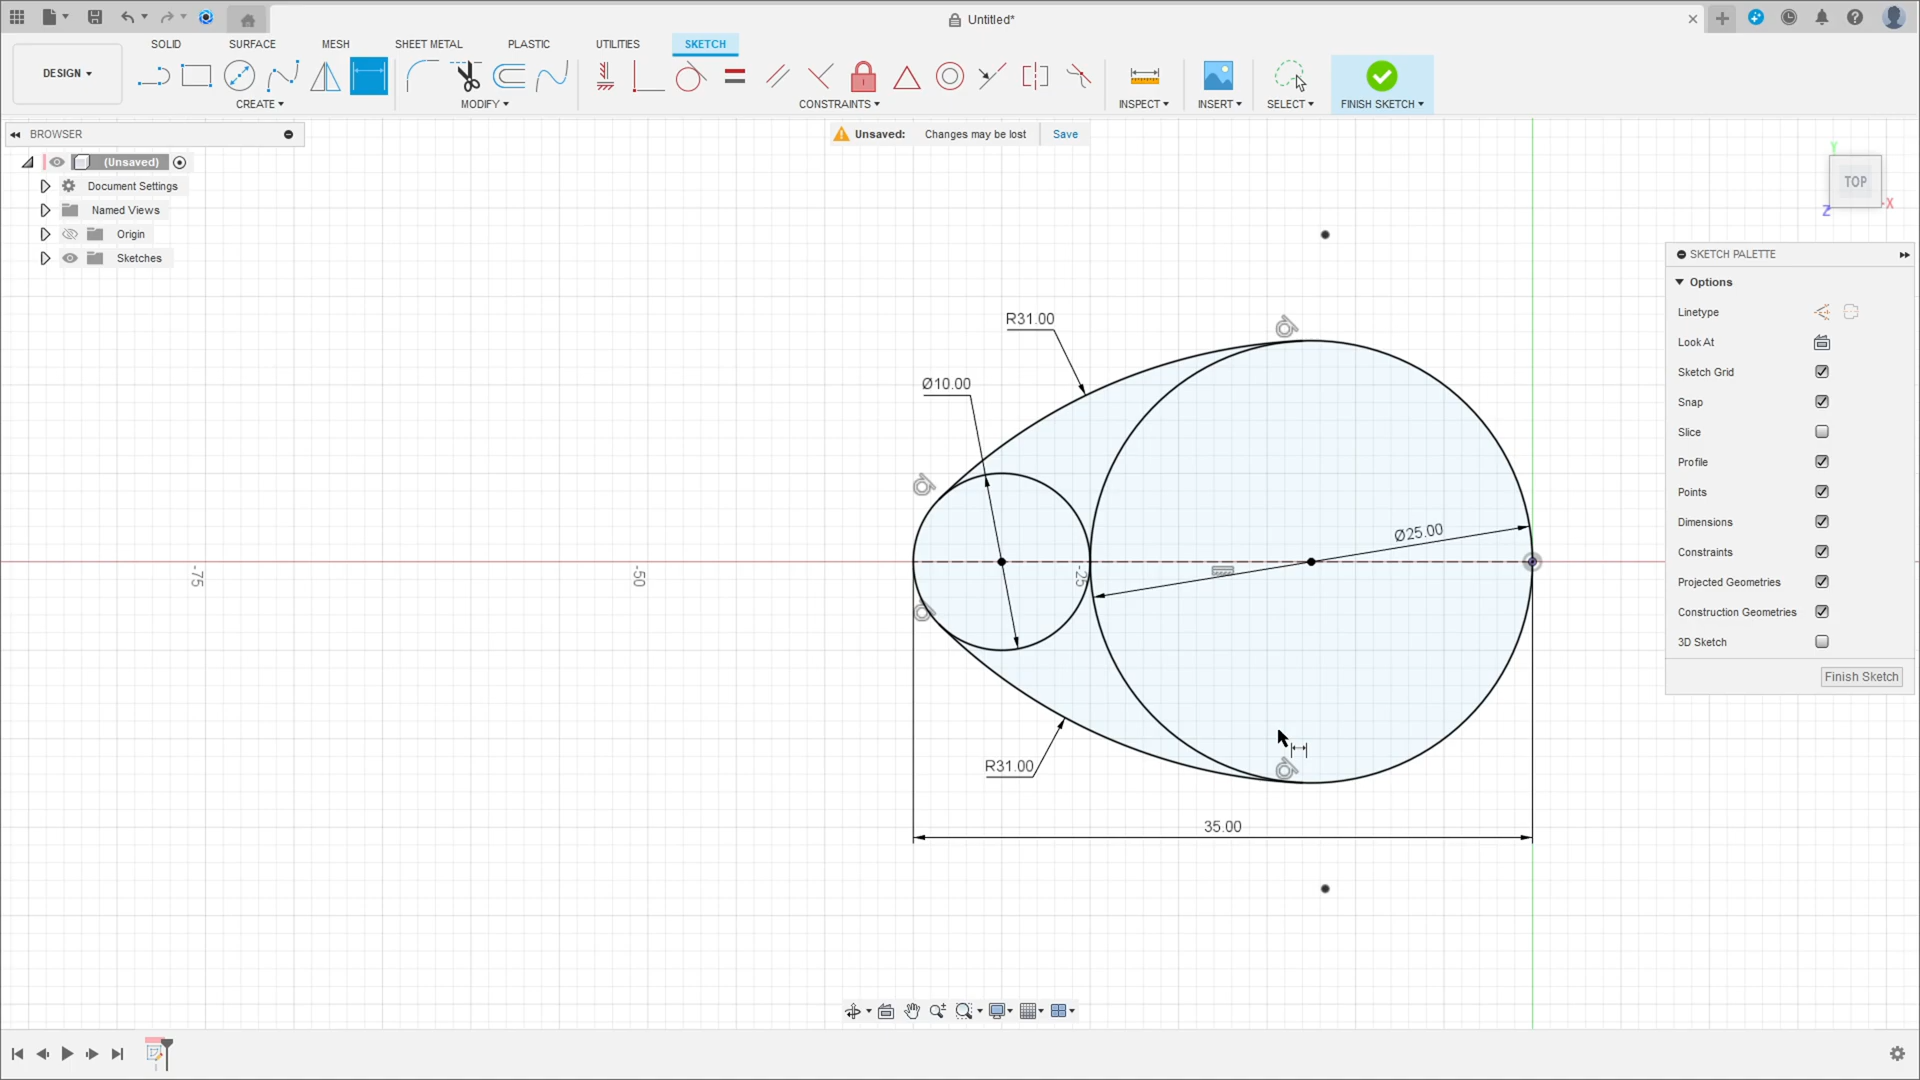 Untitled*
SOLID SURFACE MESH SHEET METAL PLASTIC UTILITIES SKETCH
DESIGN
CREATE MODIFY CONSTRAINTS INSPECT INSERT SELECT FINISH SKETCH
BROWSER
Unsaved: Changes may be lost Save
(Unsaved)
Document Settings
Named Views
Origin
Sketches
Y
TOP
Z
-X
SKETCH PALETTE
Options
Linetype
Look At
Sketch Grid
Snap
Slice
Profile
Points
Dimensions
Constraints
Projected Geometries
Construction Geometries
3D Sketch
Finish Sketch
R31.00
Ø10.00
Ø25.00
-75
-50
-25
R31.00
35.00